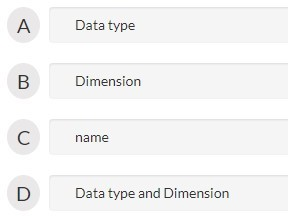 A Data type
B Dimension
C name
D Data type and Dimension